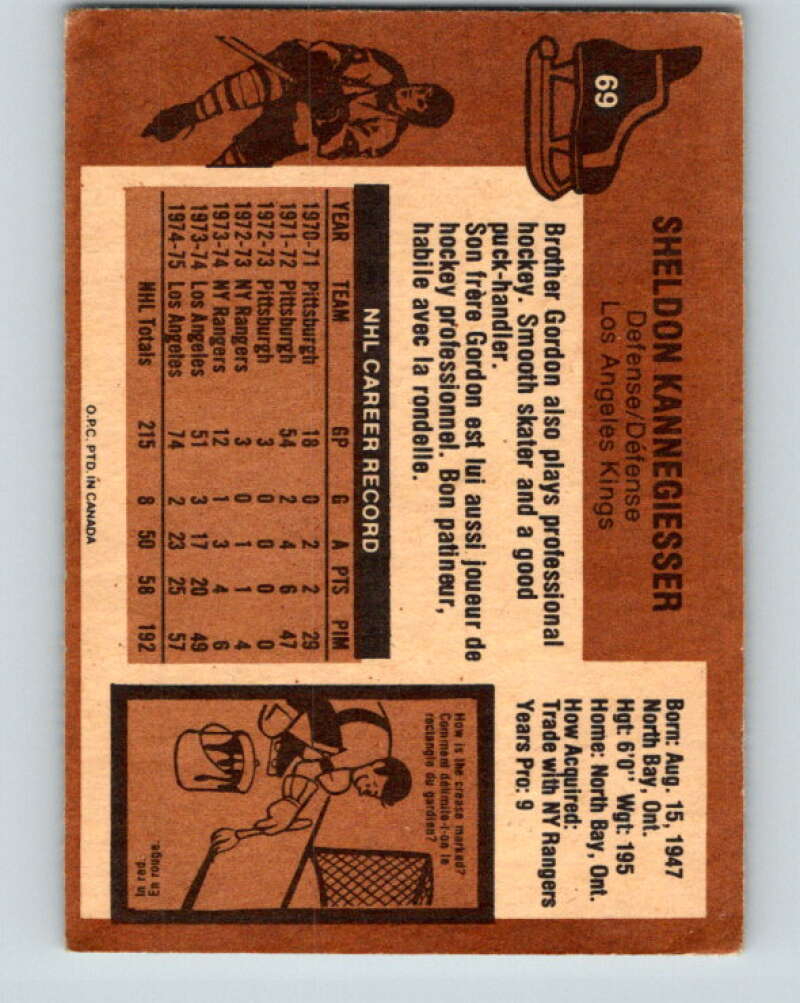 69
SHELDON KANNEGIESSER
Defense/Défense
Los Angeles Kings
Born: Aug. 15, 1947
North Bay, Ont.
Hgt: 6'0" Wgt: 195
Home: North Bay, Ont.
How Acquired:
Trade with NY Rangers
Years Pro: 9
Brother Gordon also plays professional
hockey. Smooth skater and a good
puck-handler.
Son frère Gordon est lui aussi joueur de
hockey professionnel. Bon patineur,
habile avec la rondelle.
NHL CAREER RECORD
YEAR TEAM GP G A PTS PIM
1970-71 Pittsburgh 18 0 2 2 29
1971-72 Pittsburgh 54 2 4 6 47
1972-73 Pittsburgh 3 0 0 0 0
1972-73 NY Rangers 3 0 1 1 4
1973-74 NY Rangers 12 1 3 4 6
1973-74 Los Angeles 51 3 17 20 49
1974-75 Los Angeles 74 2 23 25 57
NHL Totals 215 8 50 58 192
How is the crease marked?
Comment délimite-t-on le
rectangle du gardien?
In red.
En rouge.
O.P.C. PTD. IN CANADA